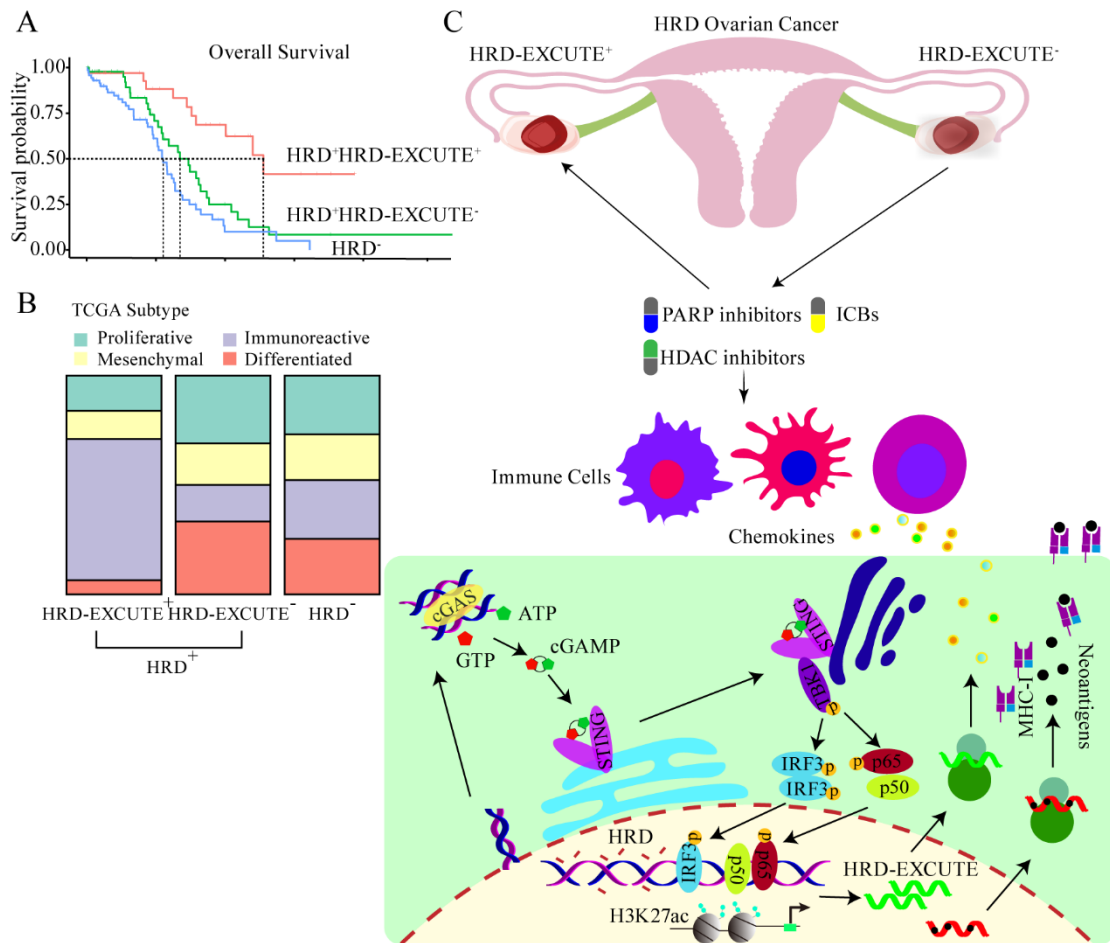 A
Overall Survival
Survival probability
1.00
0.75
0.50
0.25
0.00
HRD+HRD-EXCUTE+
HRD+HRD-EXCUTE-
HRD-
B
TCGA Subtype
Proliferative
Immunoreactive
Mesenchymal
Differentiated
HRD-EXCUTE+
HRD-EXCUTE-
HRD-
HRD+
C
HRD Ovarian Cancer
HRD-EXCUTE+
HRD-EXCUTE-
PARP inhibitors
ICBs
HDAC inhibitors
Immune Cells
Chemokines
cGAS
ATP
GTP
cGAMP
STING
STING
TBK1
p
IRF3
p
IRF3
p
p
p65
p50
MHC-I
Neoantigens
HRD
IRF3
p
p50
p65
p
HRD-EXCUTE
H3K27ac